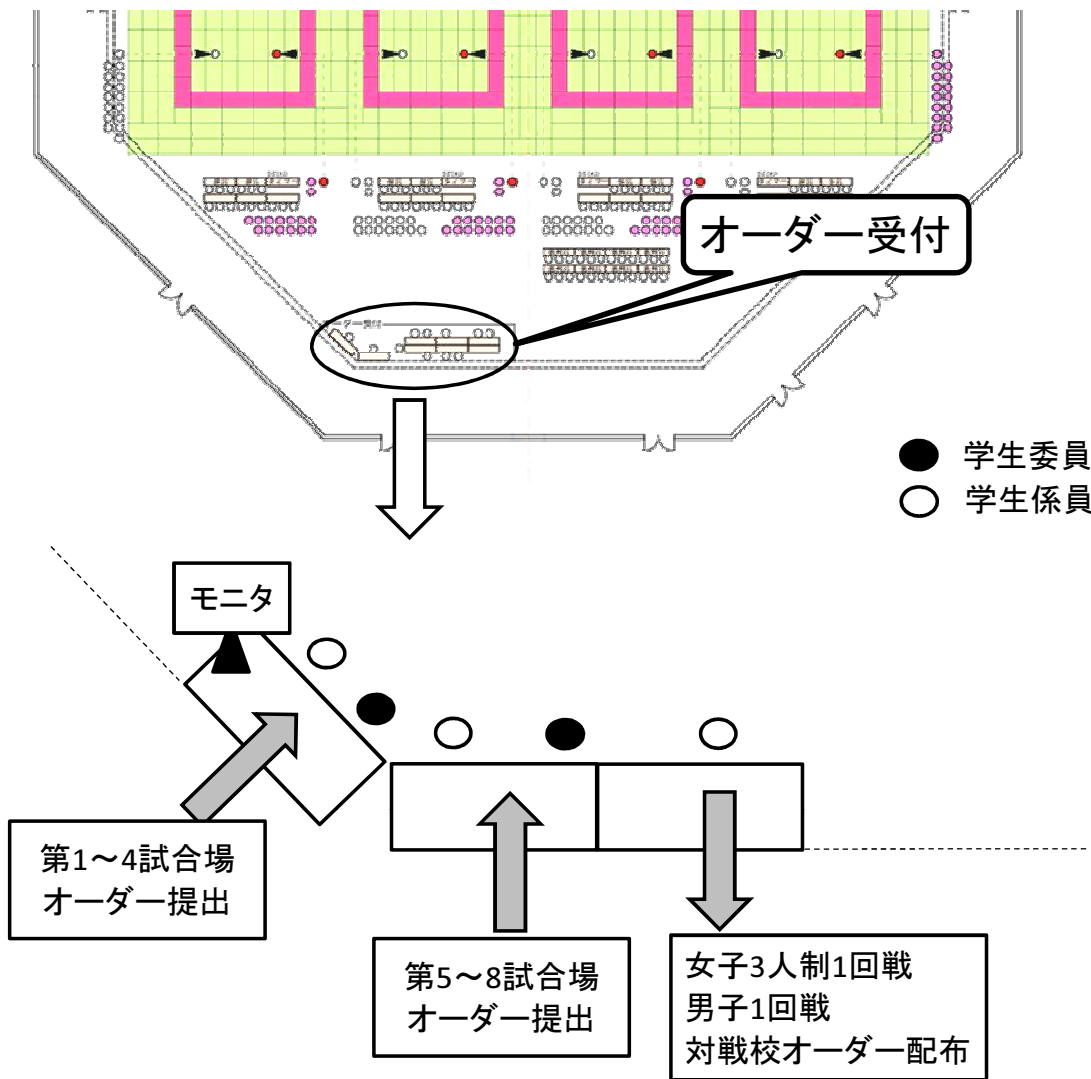 オーダー受付
学生委員
学生係員
モニタ
第1～4試合場
オーダー提出
第5～8試合場
オーダー提出
女子3人制1回戦
男子1回戦
対戦校オーダー配布